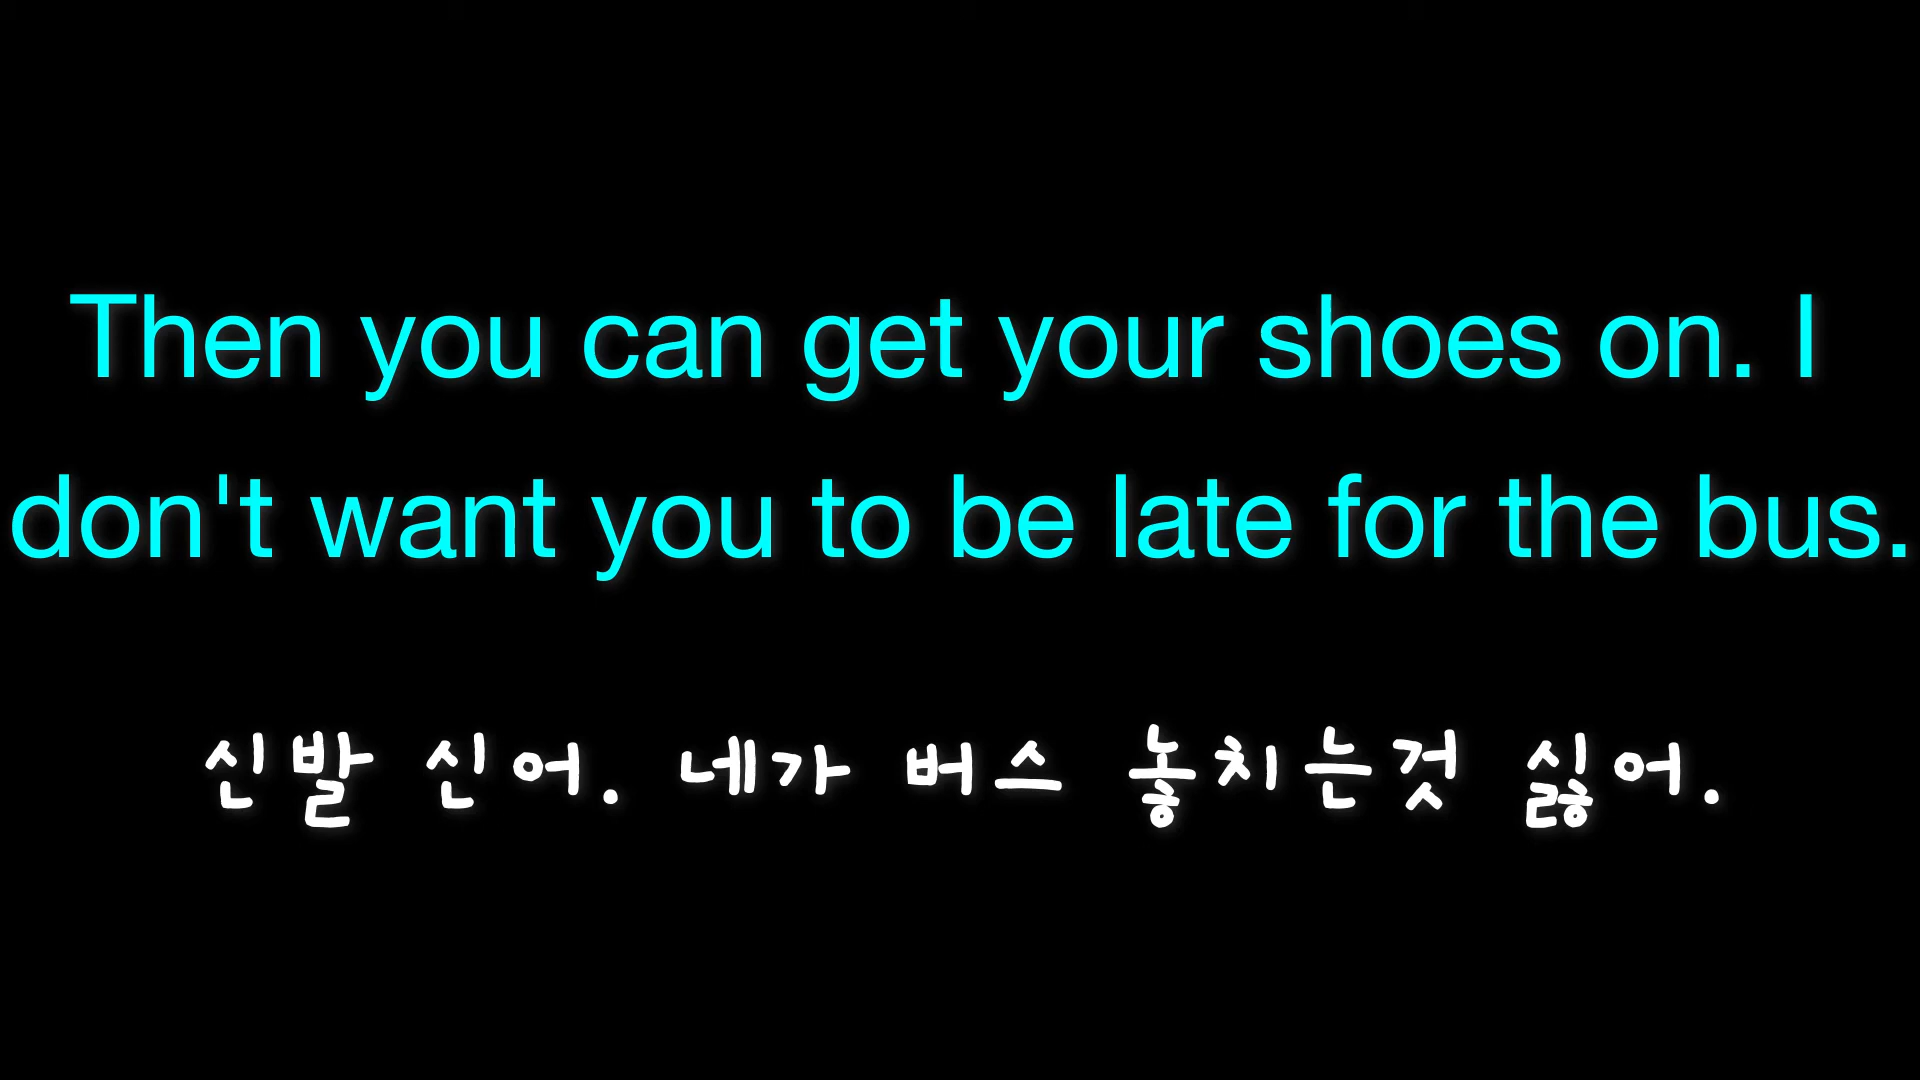 Then you can get your shoes on. I
don't want you to be late for the bus.
신발 신어. 네가 버스 놓치는것 싫어.